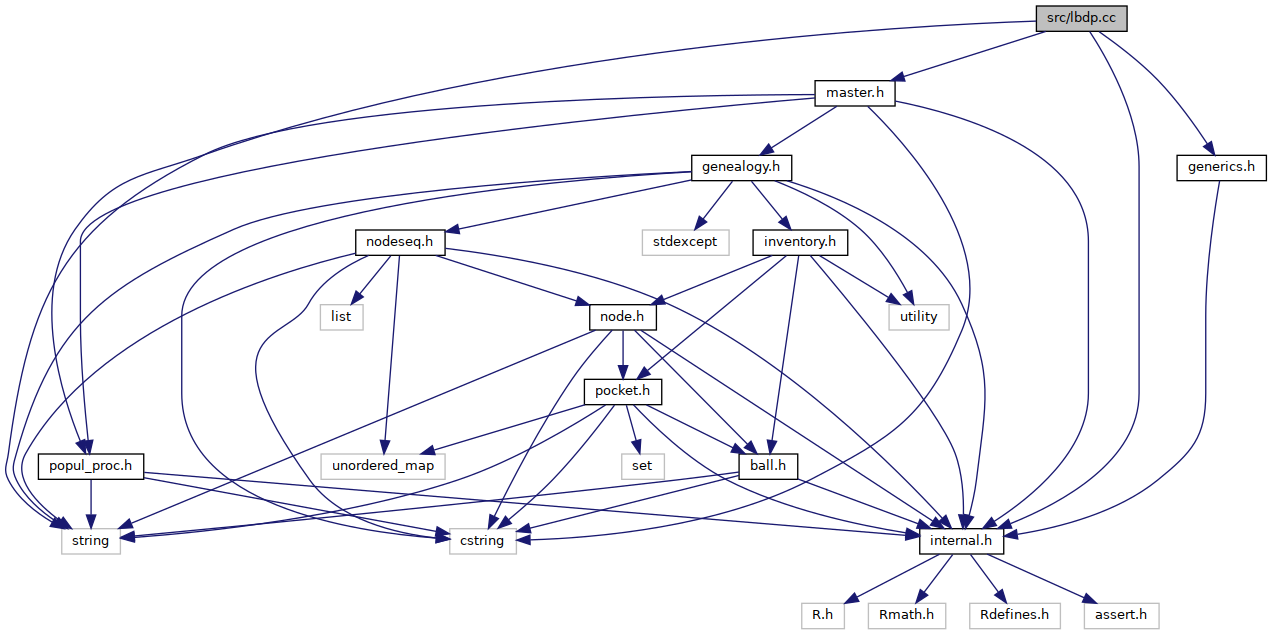 src/lbdp.cc
master.h
genealogy.h
generics.h
nodeseq.h
stdexcept
inventory.h
list
node.h
utility
pocket.h
popul_proc.h
unordered_map
set
ball.h
string
cstring
internal.h
R.h
Rmath.h
Rdefines.h
assert.h